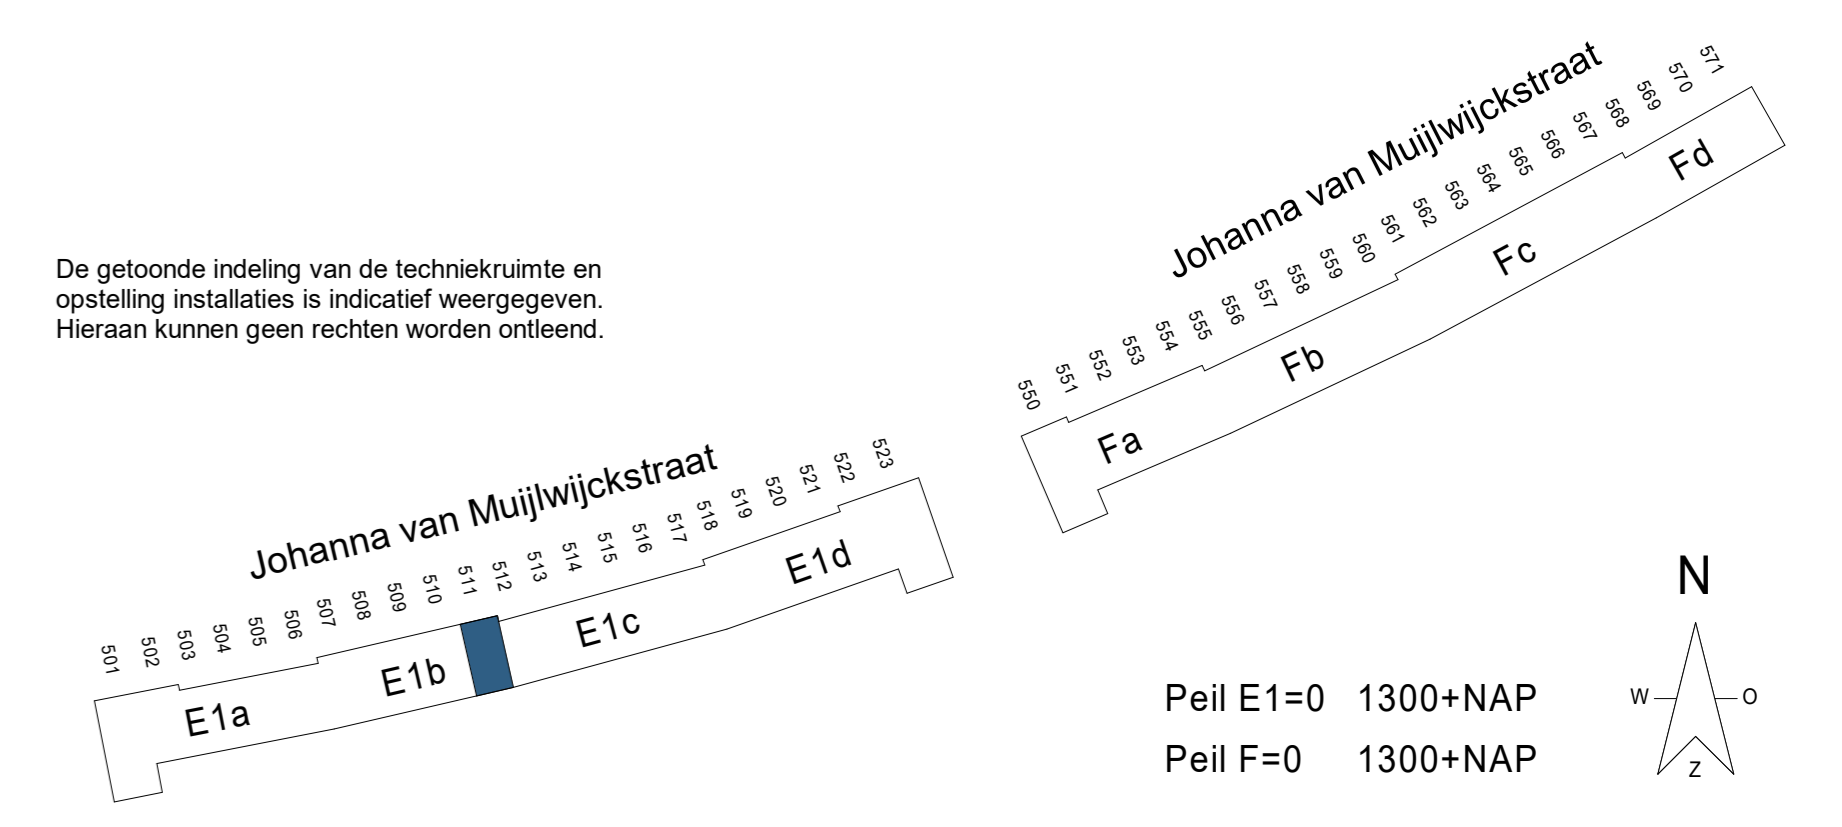 De getoonde indeling van de techniekruimte en
opstelling installaties is indicatief weergegeven.
Hieraan kunnen geen rechten worden ontleend.
Johanna van Muijlwijckstraat
550 551 552 553 554 555 556 557 558 559 560 561 562 563 564 565 566 567 568 569 570 571
Fa Fb Fc Fd
Johanna van Muijlwijckstraat
501 502 503 504 505 506 507 508 509 510 511 512 513 514 515 516 517 518 519 520 521 522 523
E1a E1b E1c E1d
Peil E1=0 1300+NAP
Peil F=0 1300+NAP
N
W O
Z